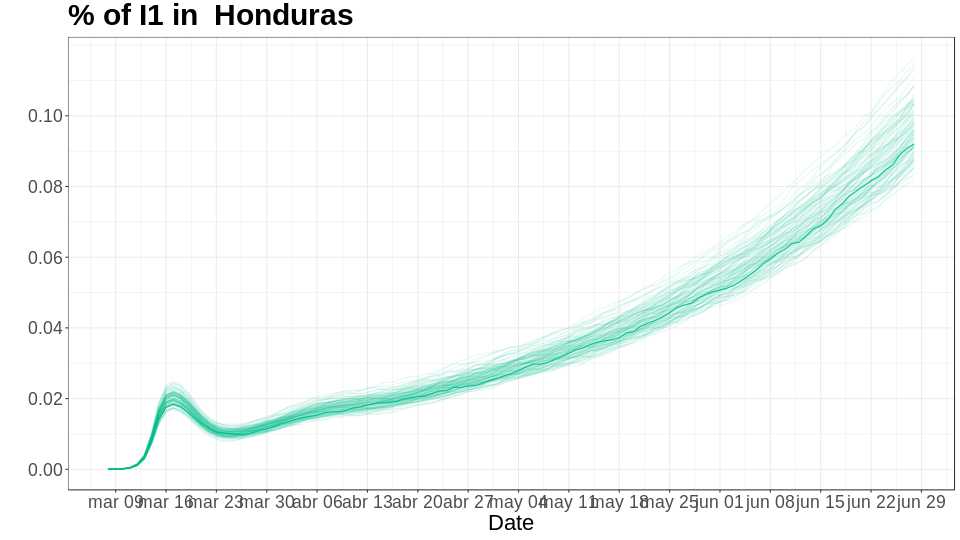 % of I1 in  Honduras
0.10
0.08
0.06
0.04
0.02
0.00
mar 09 mar 16 mar 23 mar 30 abr 06 abr 13 abr 20 abr 27 may 04 may 11 may 18 may 25 jun 01 jun 08 jun 15 jun 22 jun 29
Date